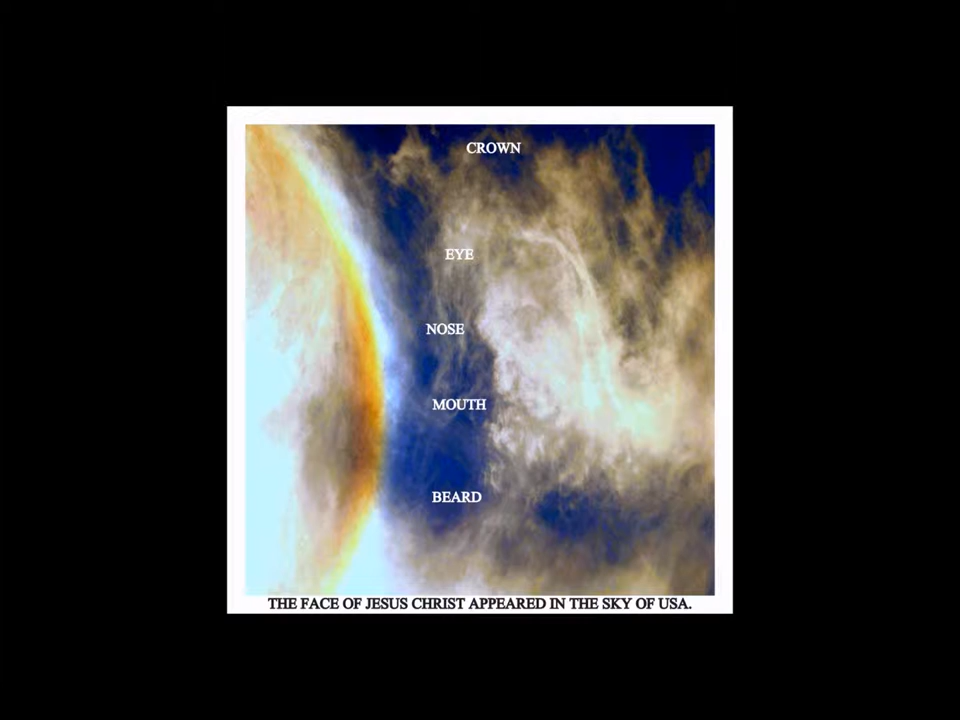 CROWN
EYE
NOSE
MOUTH
BEARD
THE FACE OF JESUS CHRIST APPEARED IN THE SKY OF USA.